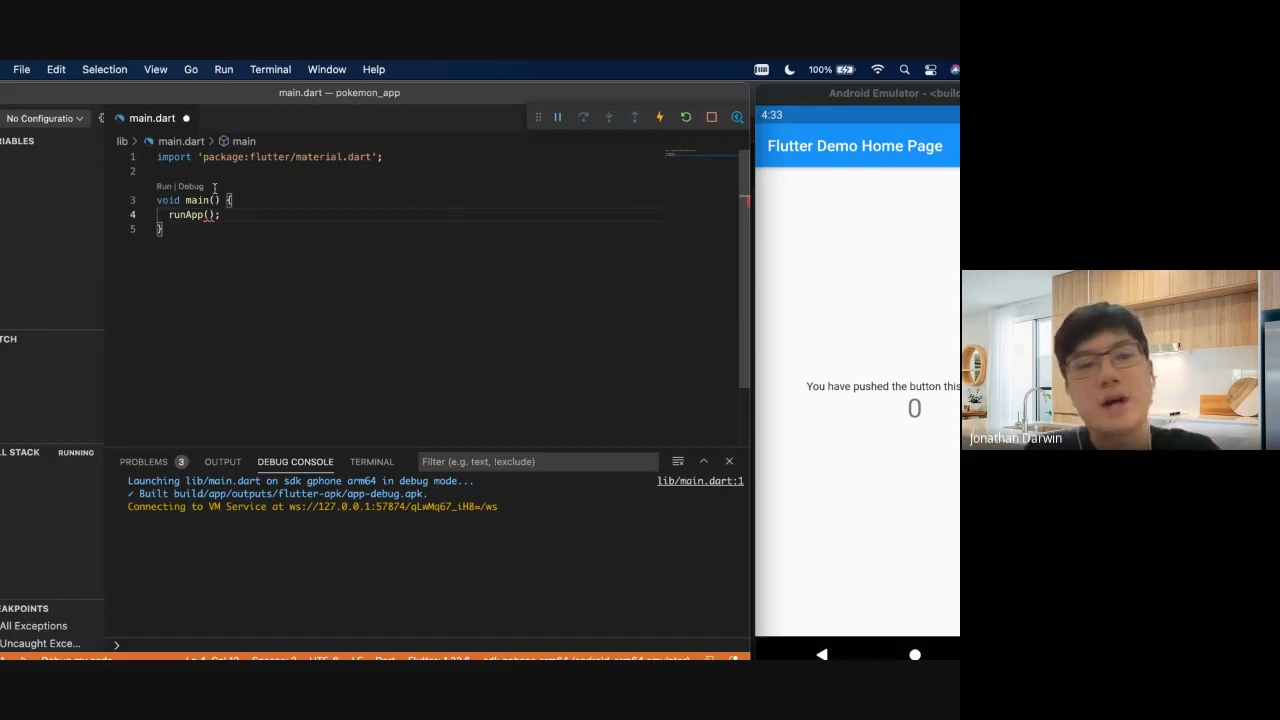 File Edit Selection View Go Run Terminal Window Help
100%
main.dart — pokemon_app
Android Emulator - <build
No Configuratio
main.dart
4:33
lib > main.dart > main
RIABLES
Flutter Demo Home Page
1 import 'package:flutter/material.dart';
2
Run | Debug
3 void main() {
4 runApp();
5 }
TCH
You have pushed the button this
0
Jonathan Darwin
LL STACK RUNNING
PROBLEMS 3 OUTPUT DEBUG CONSOLE TERMINAL Filter (e.g. text, !exclude)
Launching lib/main.dart on sdk gphone arm64 in debug mode...
lib/main.dart:1
✓ Built build/app/outputs/flutter-apk/app-debug.apk.
Connecting to VM Service at ws://127.0.0.1:57874/qLwMq67_iH8=/ws
EAKPOINTS
All Exceptions
Uncaught Exce...
>